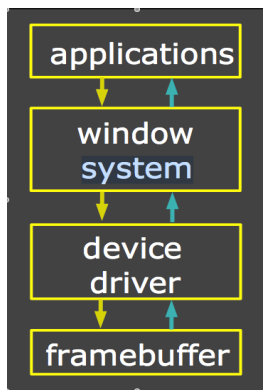 applications
window
system
device
driver
framebuffer